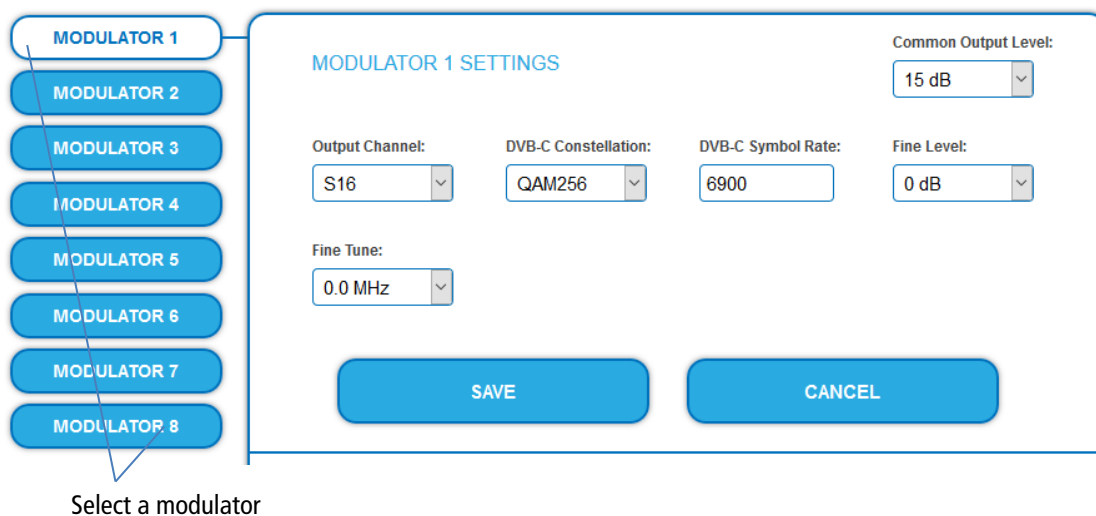 MODULATOR 1
MODULATOR 2
MODULATOR 3
MODULATOR 4
MODULATOR 5
MODULATOR 6
MODULATOR 7
MODULATOR 8
MODULATOR 1 SETTINGS
Common Output Level:
15 dB
Output Channel:
S16
DVB-C Constellation:
QAM256
DVB-C Symbol Rate:
6900
Fine Level:
0 dB
Fine Tune:
0.0 MHz
SAVE
CANCEL
Select a modulator